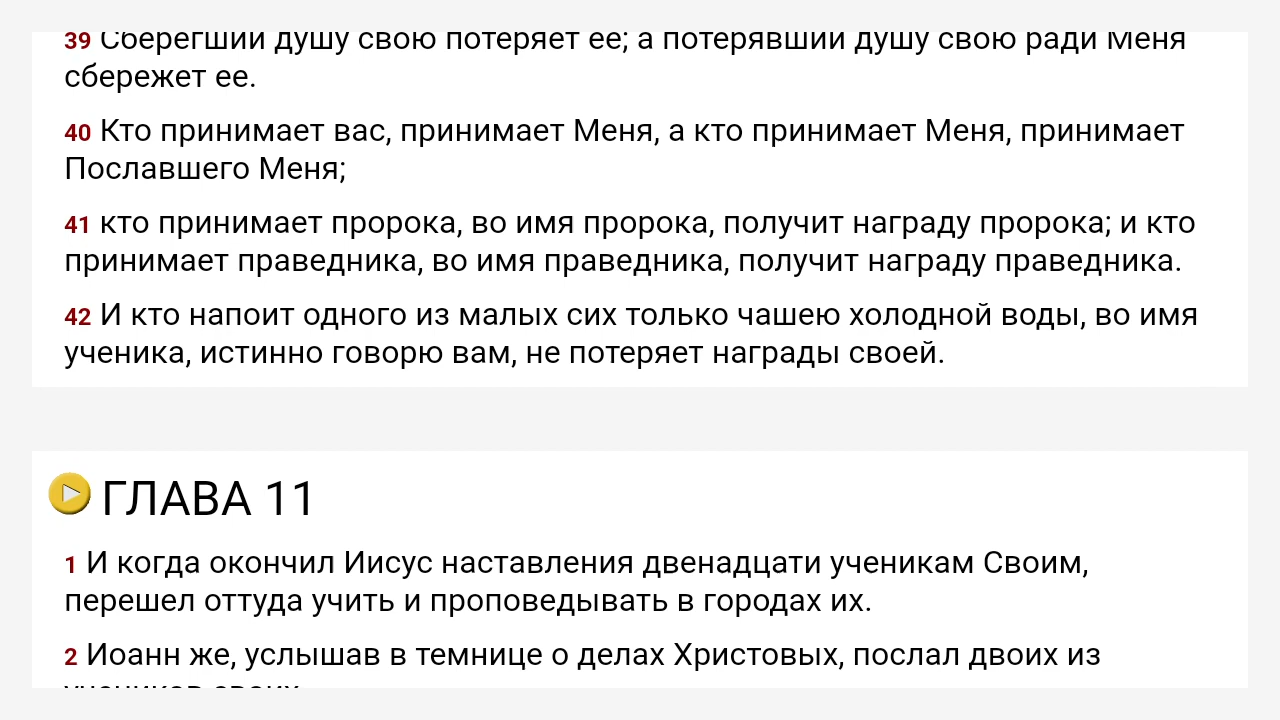 39 Сберегший душу свою потеряет ее; а потерявший душу свою ради Меня
сбережет ее.
40 Кто принимает вас, принимает Меня, а кто принимает Меня, принимает
Пославшего Меня;
41 кто принимает пророка, во имя пророка, получит награду пророка; и кто
принимает праведника, во имя праведника, получит награду праведника.
42 И кто напоит одного из малых сих только чашею холодной воды, во имя
ученика, истинно говорю вам, не потеряет награды своей.
ГЛАВА 11
1 И когда окончил Иисус наставления двенадцати ученикам Своим,
перешел оттуда учить и проповедывать в городах их.
2 Иоанн же, услышав в темнице о делах Христовых, послал двоих из